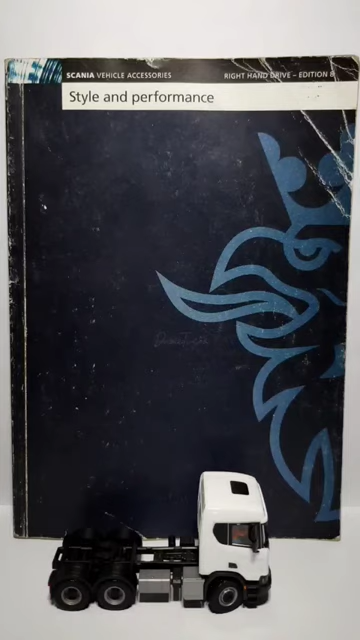 SCANIA VEHICLE ACCESSORIES
RIGHT HAND DRIVE – EDITION 8
Style and performance